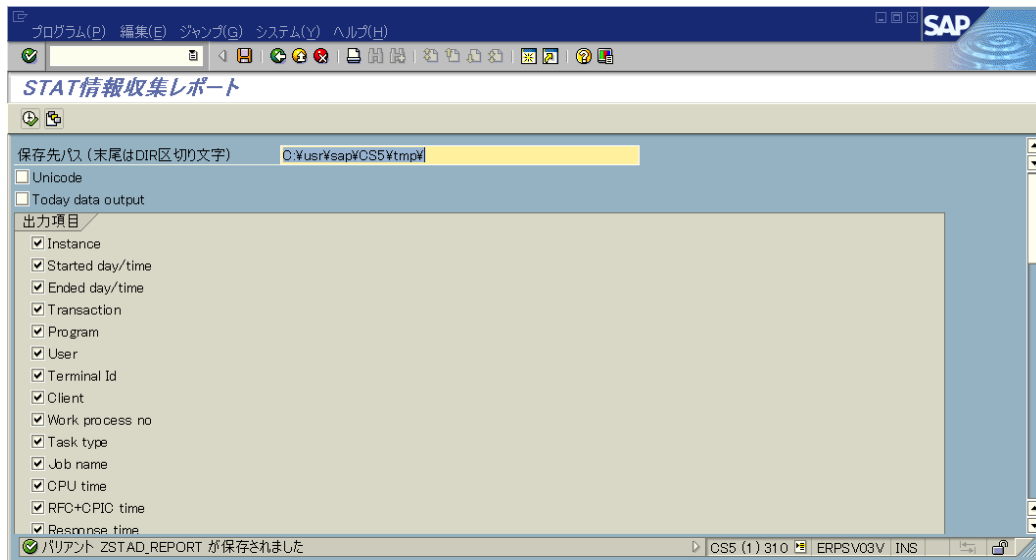 プログラム(P) 編集(E) ジャンプ(G) システム(Y) ヘルプ(H)
SAP
STAT情報収集レポート
保存先パス(末尾はDIR区切り文字) C:¥usr¥sap¥CS5¥tmp¥
Unicode
Today data output
出力項目
Instance
Started day/time
Ended day/time
Transaction
Program
User
Terminal Id
Client
Work process no
Task type
Job name
CPU time
RFC+CPIC time
Response time
バリアント ZSTAD_REPORT が保存されました CS5 (1) 310 ERPSV03V INS